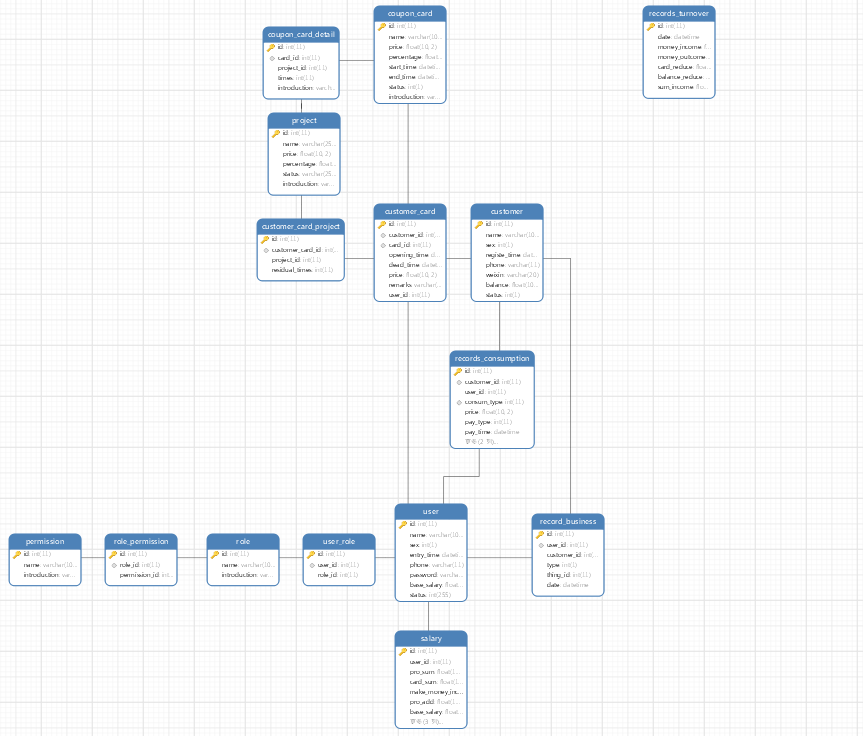 coupon_card
id: int(11)
name: varchar(10...
price: float(10, 2)
percentage: float...
start_time: dateti...
end_time: dateti...
status: int(1)
introduction: var...
records_turnover
id: int(11)
date: datetime
money_income: f...
money_outcome...
card_reduce: floa...
balance_reduce:...
sum_income: flo...
coupon_card_detail
id: int(11)
card_id: int(11)
project_id: int(11)
times: int(11)
introduction: varch...
project
id: int(11)
name: varchar(25...
price: float(10, 2)
percentage: float...
status: varchar(25...
introduction: var...
customer_card_project
id: int(11)
customer_card_id: int(...
project_id: int(11)
residual_times: int(11)
customer_card
id: int(11)
customer_id: int(...
card_id: int(11)
opening_time: d...
dead_time: dateti...
price: float(10, 2)
remarks: varchar(...
user_id: int(11)
customer
id: int(11)
name: varchar(10...
sex: int(1)
registe_time: dat...
phone: varchar(11)
weixin: varchar(20)
balance: float(10...
status: int(1)
records_consumption
id: int(11)
customer_id: int(11)
user_id: int(11)
consum_type: int(11)
price: float(10, 2)
pay_type: int(11)
pay_time: datetime
更多(2 列)...
permission
id: int(11)
name: varchar(10...
introduction: var...
role_permission
id: int(11)
role_id: int(11)
permission_id: int...
role
id: int(11)
name: varchar(10...
introduction: var...
user_role
id: int(11)
user_id: int(11)
role_id: int(11)
user
id: int(11)
name: varchar(10...
sex: int(1)
entry_time: dateti...
phone: varchar(11)
password: varcha...
base_salary: float...
status: int(255)
record_business
id: int(11)
user_id: int(11)
customer_id: int(...
type: int(1)
thing_id: int(11)
date: datetime
salary
id: int(11)
user_id: int(11)
pro_sum: float(1...
card_sum: float(1...
make_money_inc...
pro_add: float(1...
base_salary: float...
更多(3 列)...